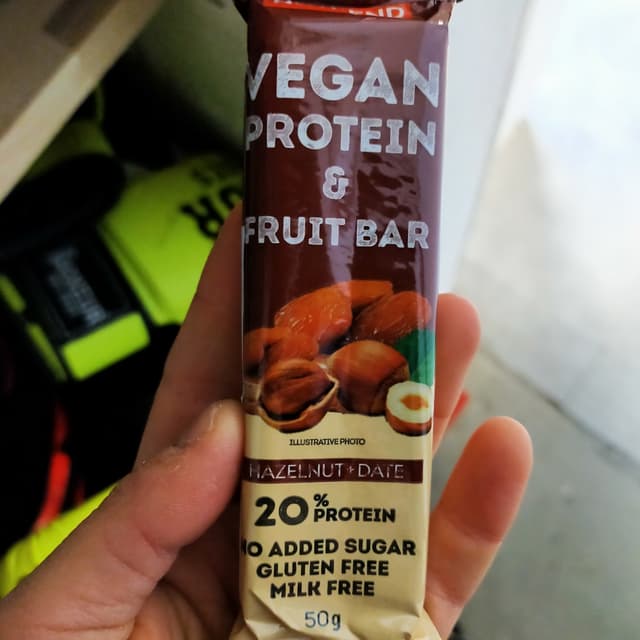 VEGAN
PROTEIN
&
FRUIT BAR
ILLUSTRATIVE PHOTO
HAZELNUT + DATE
20% PROTEIN
NO ADDED SUGAR
GLUTEN FREE
MILK FREE
50g